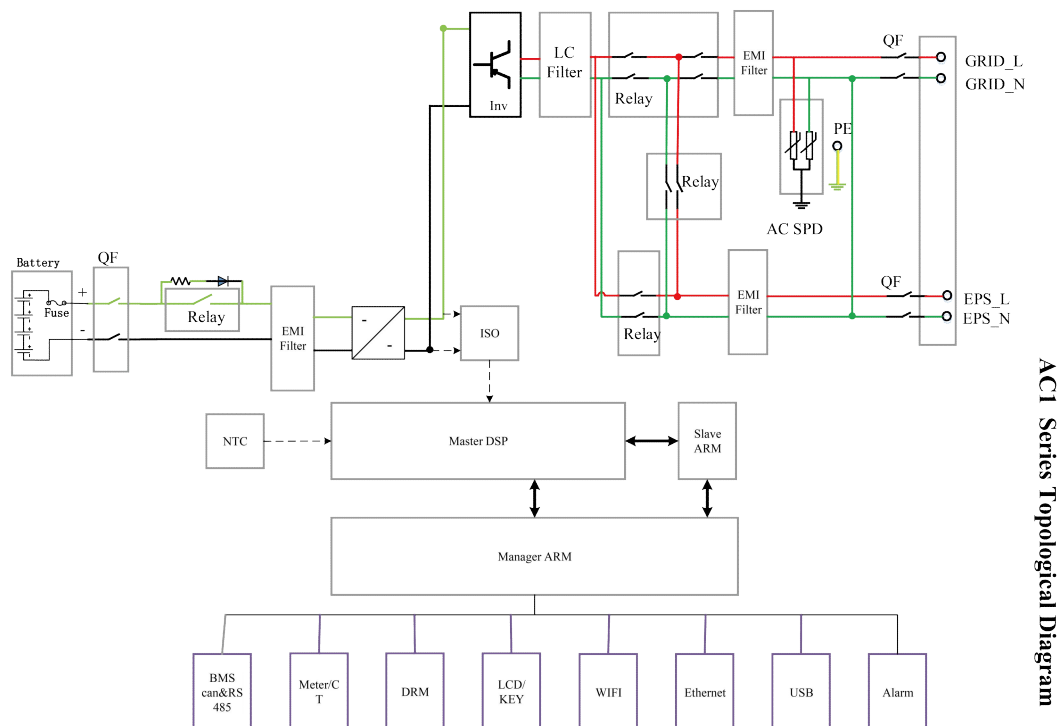 Inv
LC
Filter
Relay
EMI
Filter
QF
GRID_L
GRID_N
PE
Relay
AC SPD
Battery
+
-
Fuse
QF
Relay
EMI
Filter
-
-
ISO
Relay
EMI
Filter
QF
EPS_L
EPS_N
NTC
Master DSP
Slave
ARM
Manager ARM
BMS
can&RS
485
Meter/C
T
DRM
LCD/
KEY
WIFI
Ethernet
USB
Alarm
AC1 Series Topological Diagram